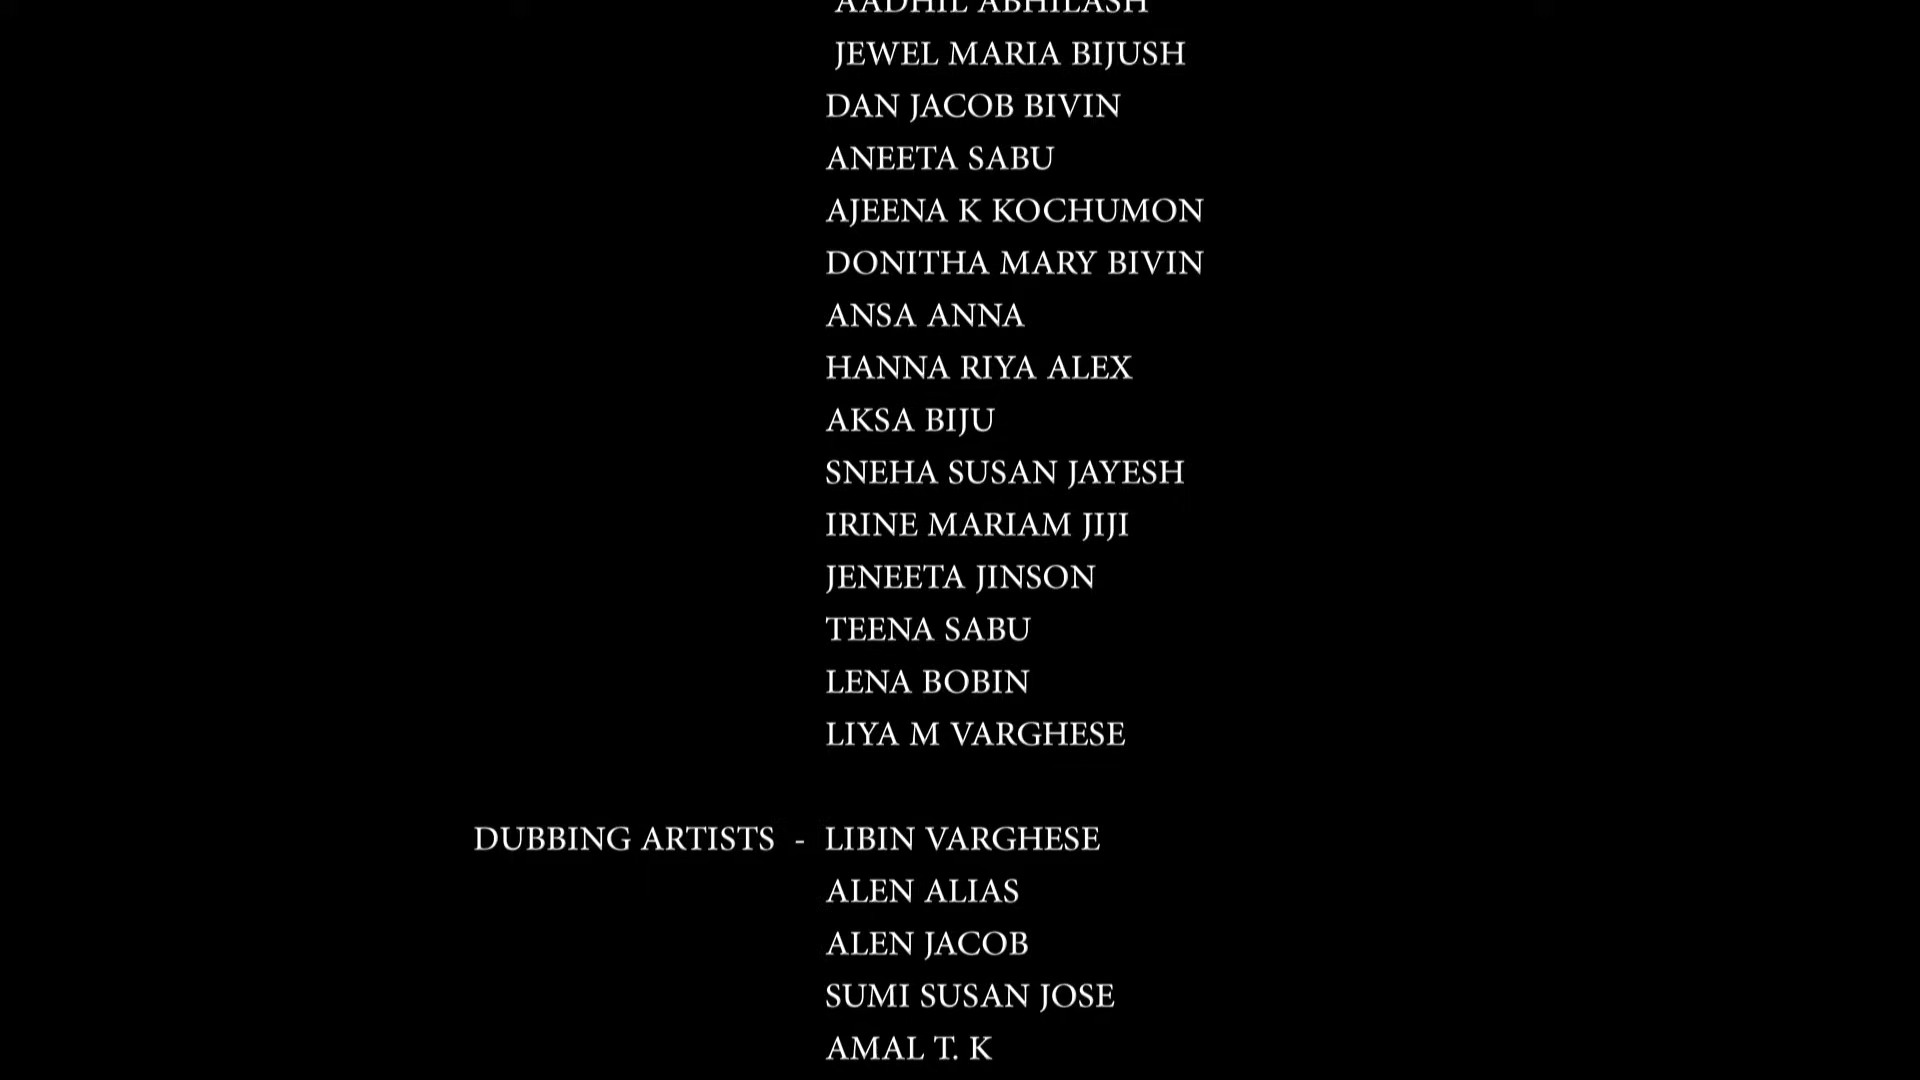 AADHIL ABHILASH
JEWEL MARIA BIJUSH
DAN JACOB BIVIN
ANEETA SABU
AJEENA K KOCHUMON
DONITHA MARY BIVIN
ANSA ANNA
HANNA RIYA ALEX
AKSA BIJU
SNEHA SUSAN JAYESH
IRINE MARIAM JIJI
JENEETA JINSON
TEENA SABU
LENA BOBIN
LIYA M VARGHESE
DUBBING ARTISTS - LIBIN VARGHESE
ALEN ALIAS
ALEN JACOB
SUMI SUSAN JOSE
AMAL T. K